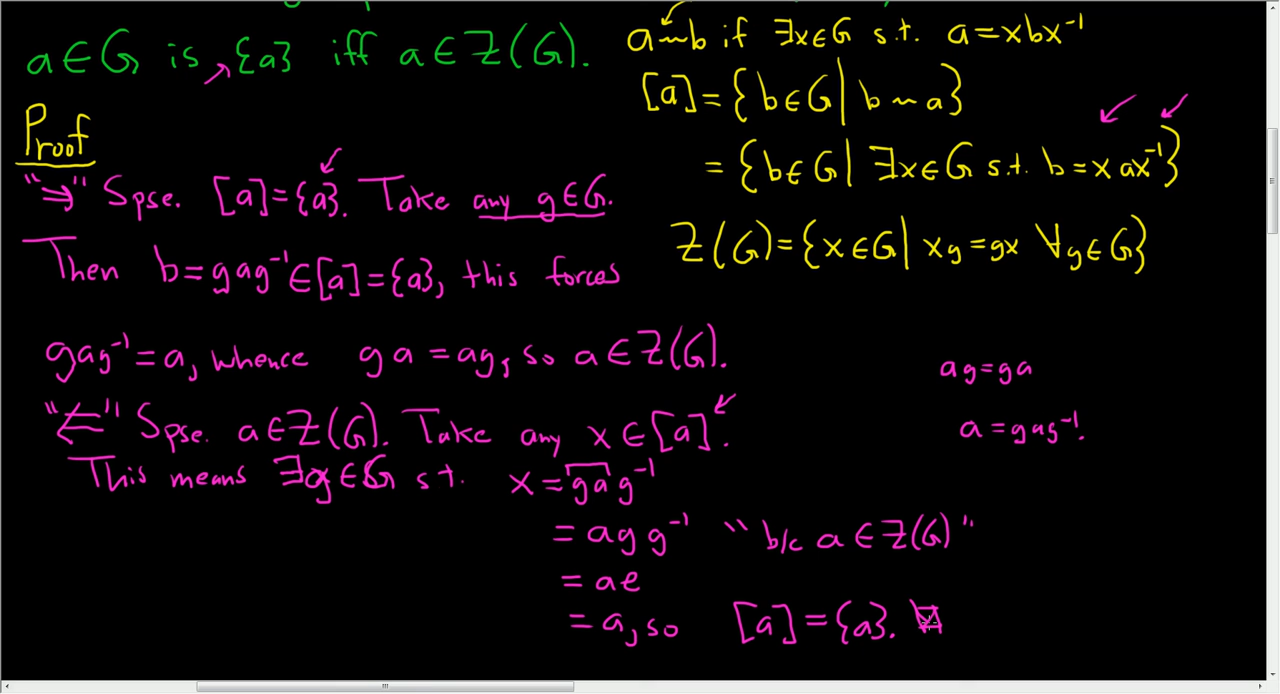 a∈G is {a} iff a∈Z(G).
a~b if ∃x∈G s.t. a=xbx⁻¹
[a]={b∈G| b~a}
={b∈G| ∃x∈G s.t. b=xax⁻¹}
Z(G)={x∈G| xg=gx ∀g∈G}
Proof
"⇒" Spse. [a]={a}. Take any g∈G.
Then b=gag⁻¹∈[a]={a}, this forces
gag⁻¹=a, whence ga=ag, so a∈Z(G).
"⇐" Spse. a∈Z(G). Take any x∈[a].
This means ∃g∈G s.t. x=gag⁻¹
=agg⁻¹ "b/c a∈Z(G)"
=ae
=a, so [a]={a}.
ag=ga
a=gag⁻¹.